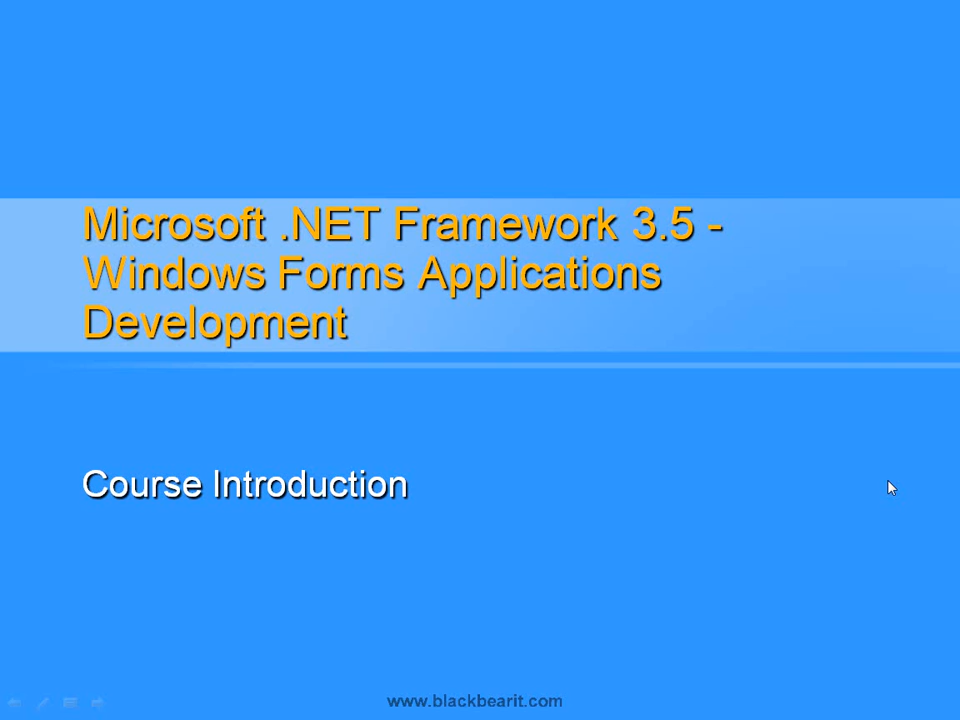 Microsoft .NET Framework 3.5 -
Windows Forms Applications
Development
Course Introduction
www.blackbearit.com